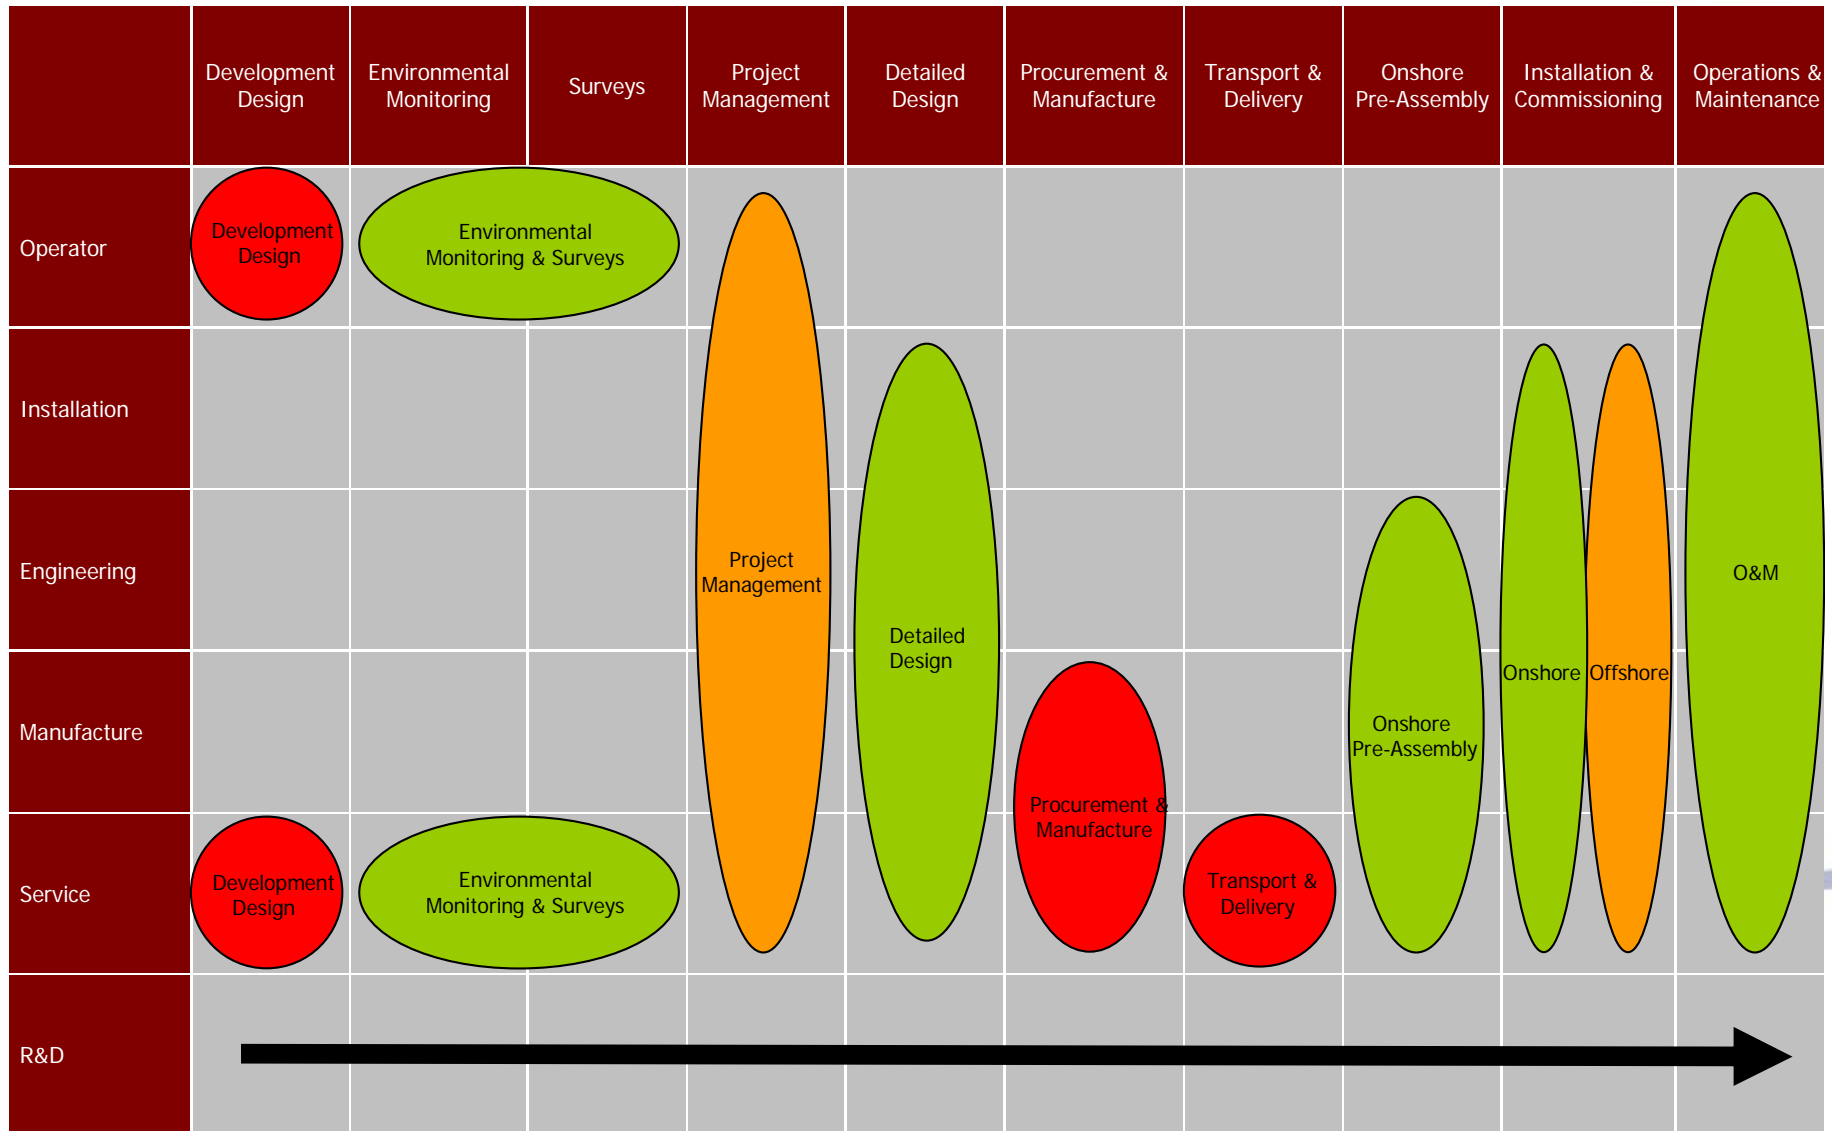 Development
Design
Environmental
Monitoring
Surveys
Project
Management
Detailed
Design
Procurement &
Manufacture
Transport &
Delivery
Onshore
Pre-Assembly
Installation &
Commissioning
Operations &
Maintenance
Operator
Development
Design
Environmental
Monitoring & Surveys
Installation
Engineering
Project
Management
O&M
Detailed
Design
Onshore
Offshore
Manufacture
Onshore
Pre-Assembly
Procurement &
Manufacture
Service
Development
Design
Environmental
Monitoring & Surveys
Transport &
Delivery
R&D